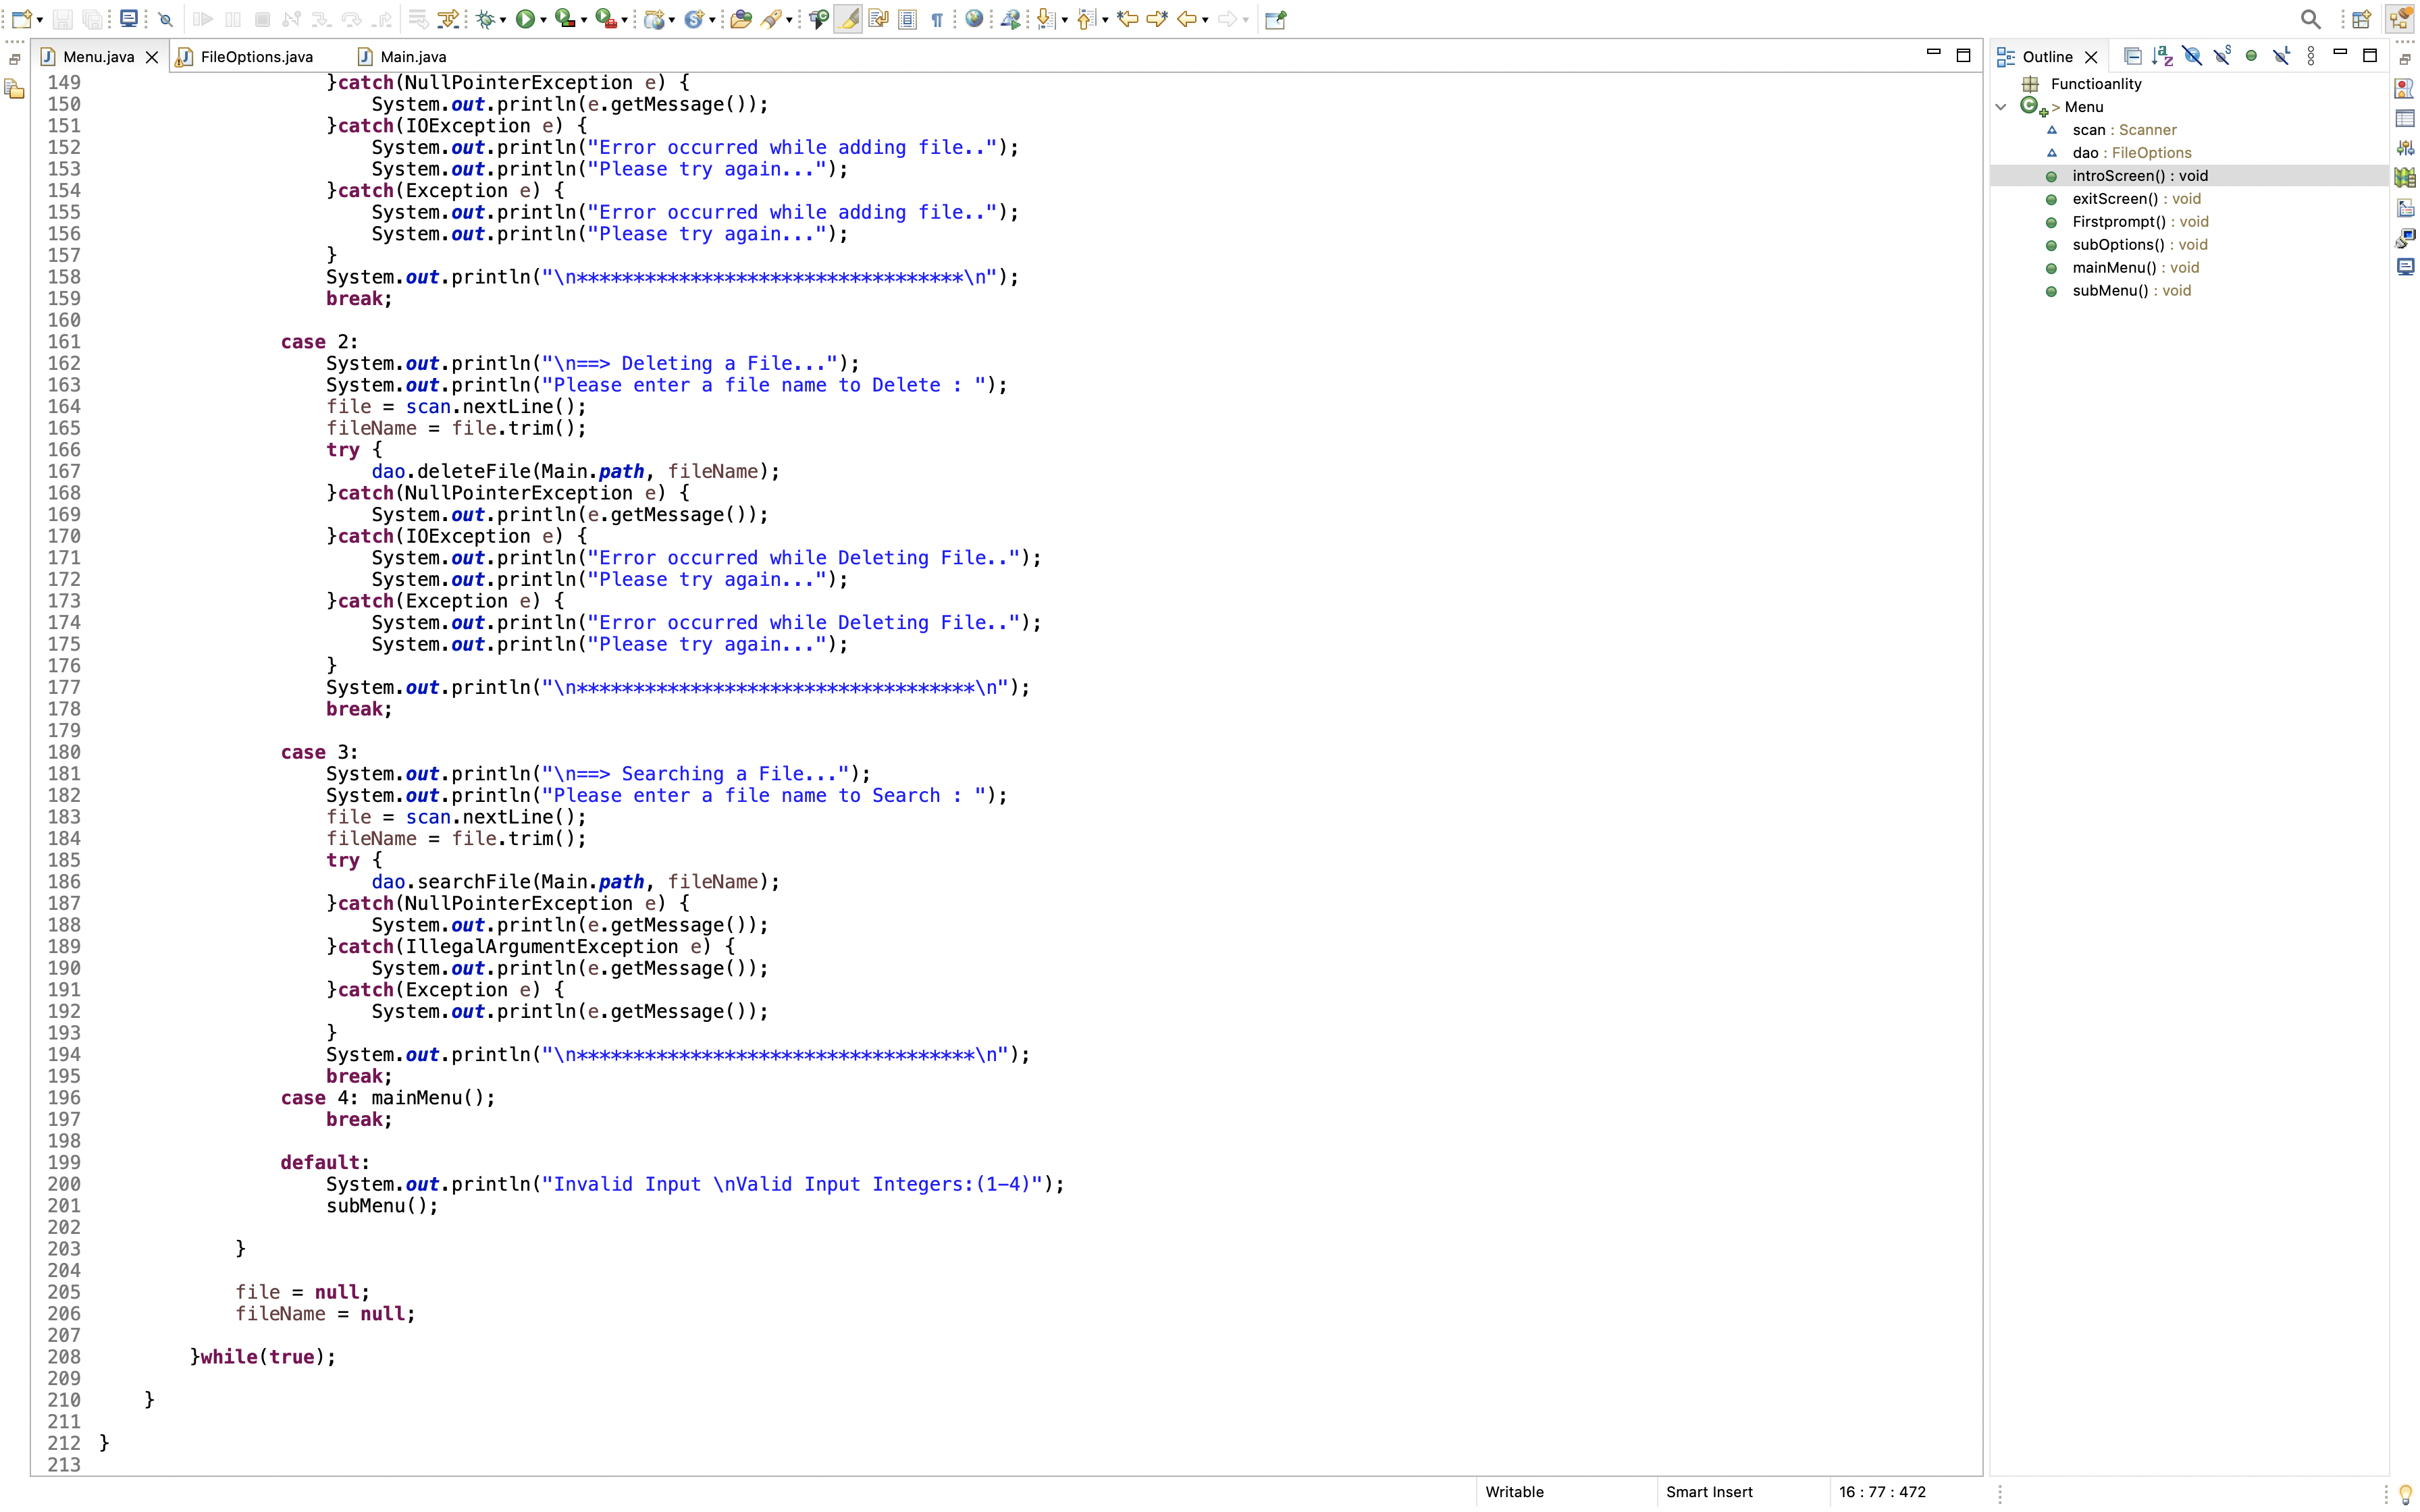 Menu.java
FileOptions.java
Main.java
149 }catch(NullPointerException e) {
150 System.out.println(e.getMessage());
151 }catch(IOException e) {
152 System.out.println("Error occurred while adding file..");
153 System.out.println("Please try again...");
154 }catch(Exception e) {
155 System.out.println("Error occurred while adding file..");
156 System.out.println("Please try again...");
157 }
158 System.out.println("\n**********************************\n");
159 break;
160
161 case 2:
162 System.out.println("\n==> Deleting a File...");
163 System.out.println("Please enter a file name to Delete : ");
164 file = scan.nextLine();
165 fileName = file.trim();
166 try {
167 dao.deleteFile(Main.path, fileName);
168 }catch(NullPointerException e) {
169 System.out.println(e.getMessage());
170 }catch(IOException e) {
171 System.out.println("Error occurred while Deleting File..");
172 System.out.println("Please try again...");
173 }catch(Exception e) {
174 System.out.println("Error occurred while Deleting File..");
175 System.out.println("Please try again...");
176 }
177 System.out.println("\n***********************************\n");
178 break;
179
180 case 3:
181 System.out.println("\n==> Searching a File...");
182 System.out.println("Please enter a file name to Search : ");
183 file = scan.nextLine();
184 fileName = file.trim();
185 try {
186 dao.searchFile(Main.path, fileName);
187 }catch(NullPointerException e) {
188 System.out.println(e.getMessage());
189 }catch(IllegalArgumentException e) {
190 System.out.println(e.getMessage());
191 }catch(Exception e) {
192 System.out.println(e.getMessage());
193 }
194 System.out.println("\n***********************************\n");
195 break;
196 case 4: mainMenu();
197 break;
198
199 default:
200 System.out.println("Invalid Input \nValid Input Integers:(1-4)");
201 subMenu();
202
203 }
204
205 file = null;
206 fileName = null;
207
208 }while(true);
209
210 }
211
212 }
213
Outline
Functioanlity
> Menu
scan : Scanner
dao : FileOptions
introScreen() : void
exitScreen() : void
Firstprompt() : void
subOptions() : void
mainMenu() : void
subMenu() : void
Writable
Smart Insert
16 : 77 : 472